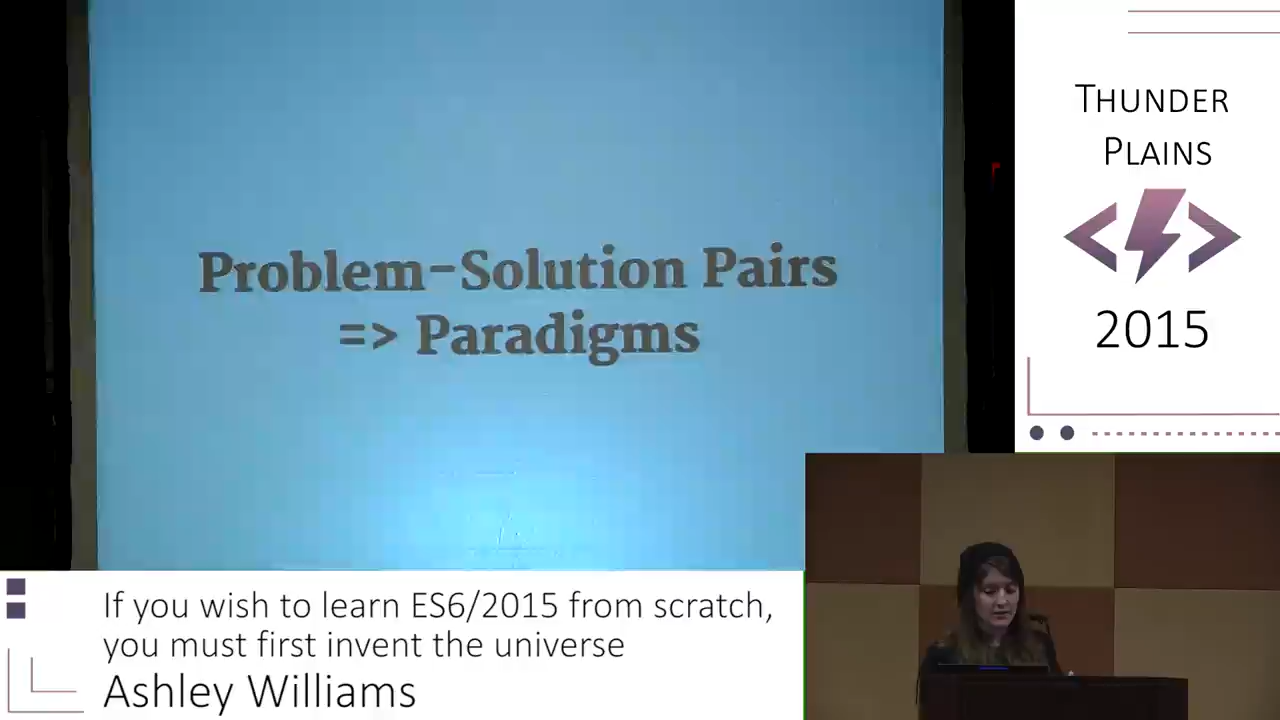 Problem-Solution Pairs
=> Paradigms
THUNDER
PLAINS
2015
If you wish to learn ES6/2015 from scratch,
you must first invent the universe
Ashley Williams